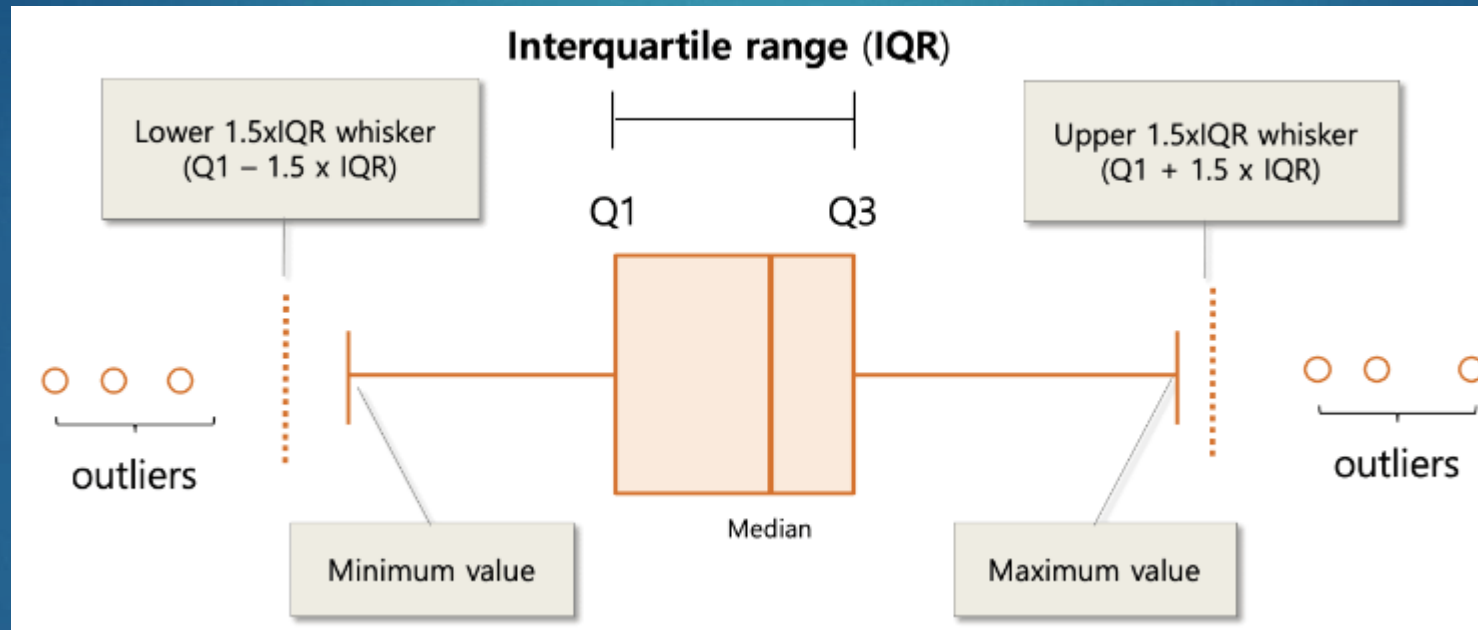 Interquartile range (IQR)
Lower 1.5xIQR whisker
(Q1 – 1.5 x IQR)
Upper 1.5xIQR whisker
(Q1 + 1.5 x IQR)
Q1
Q3
outliers
outliers
Median
Minimum value
Maximum value